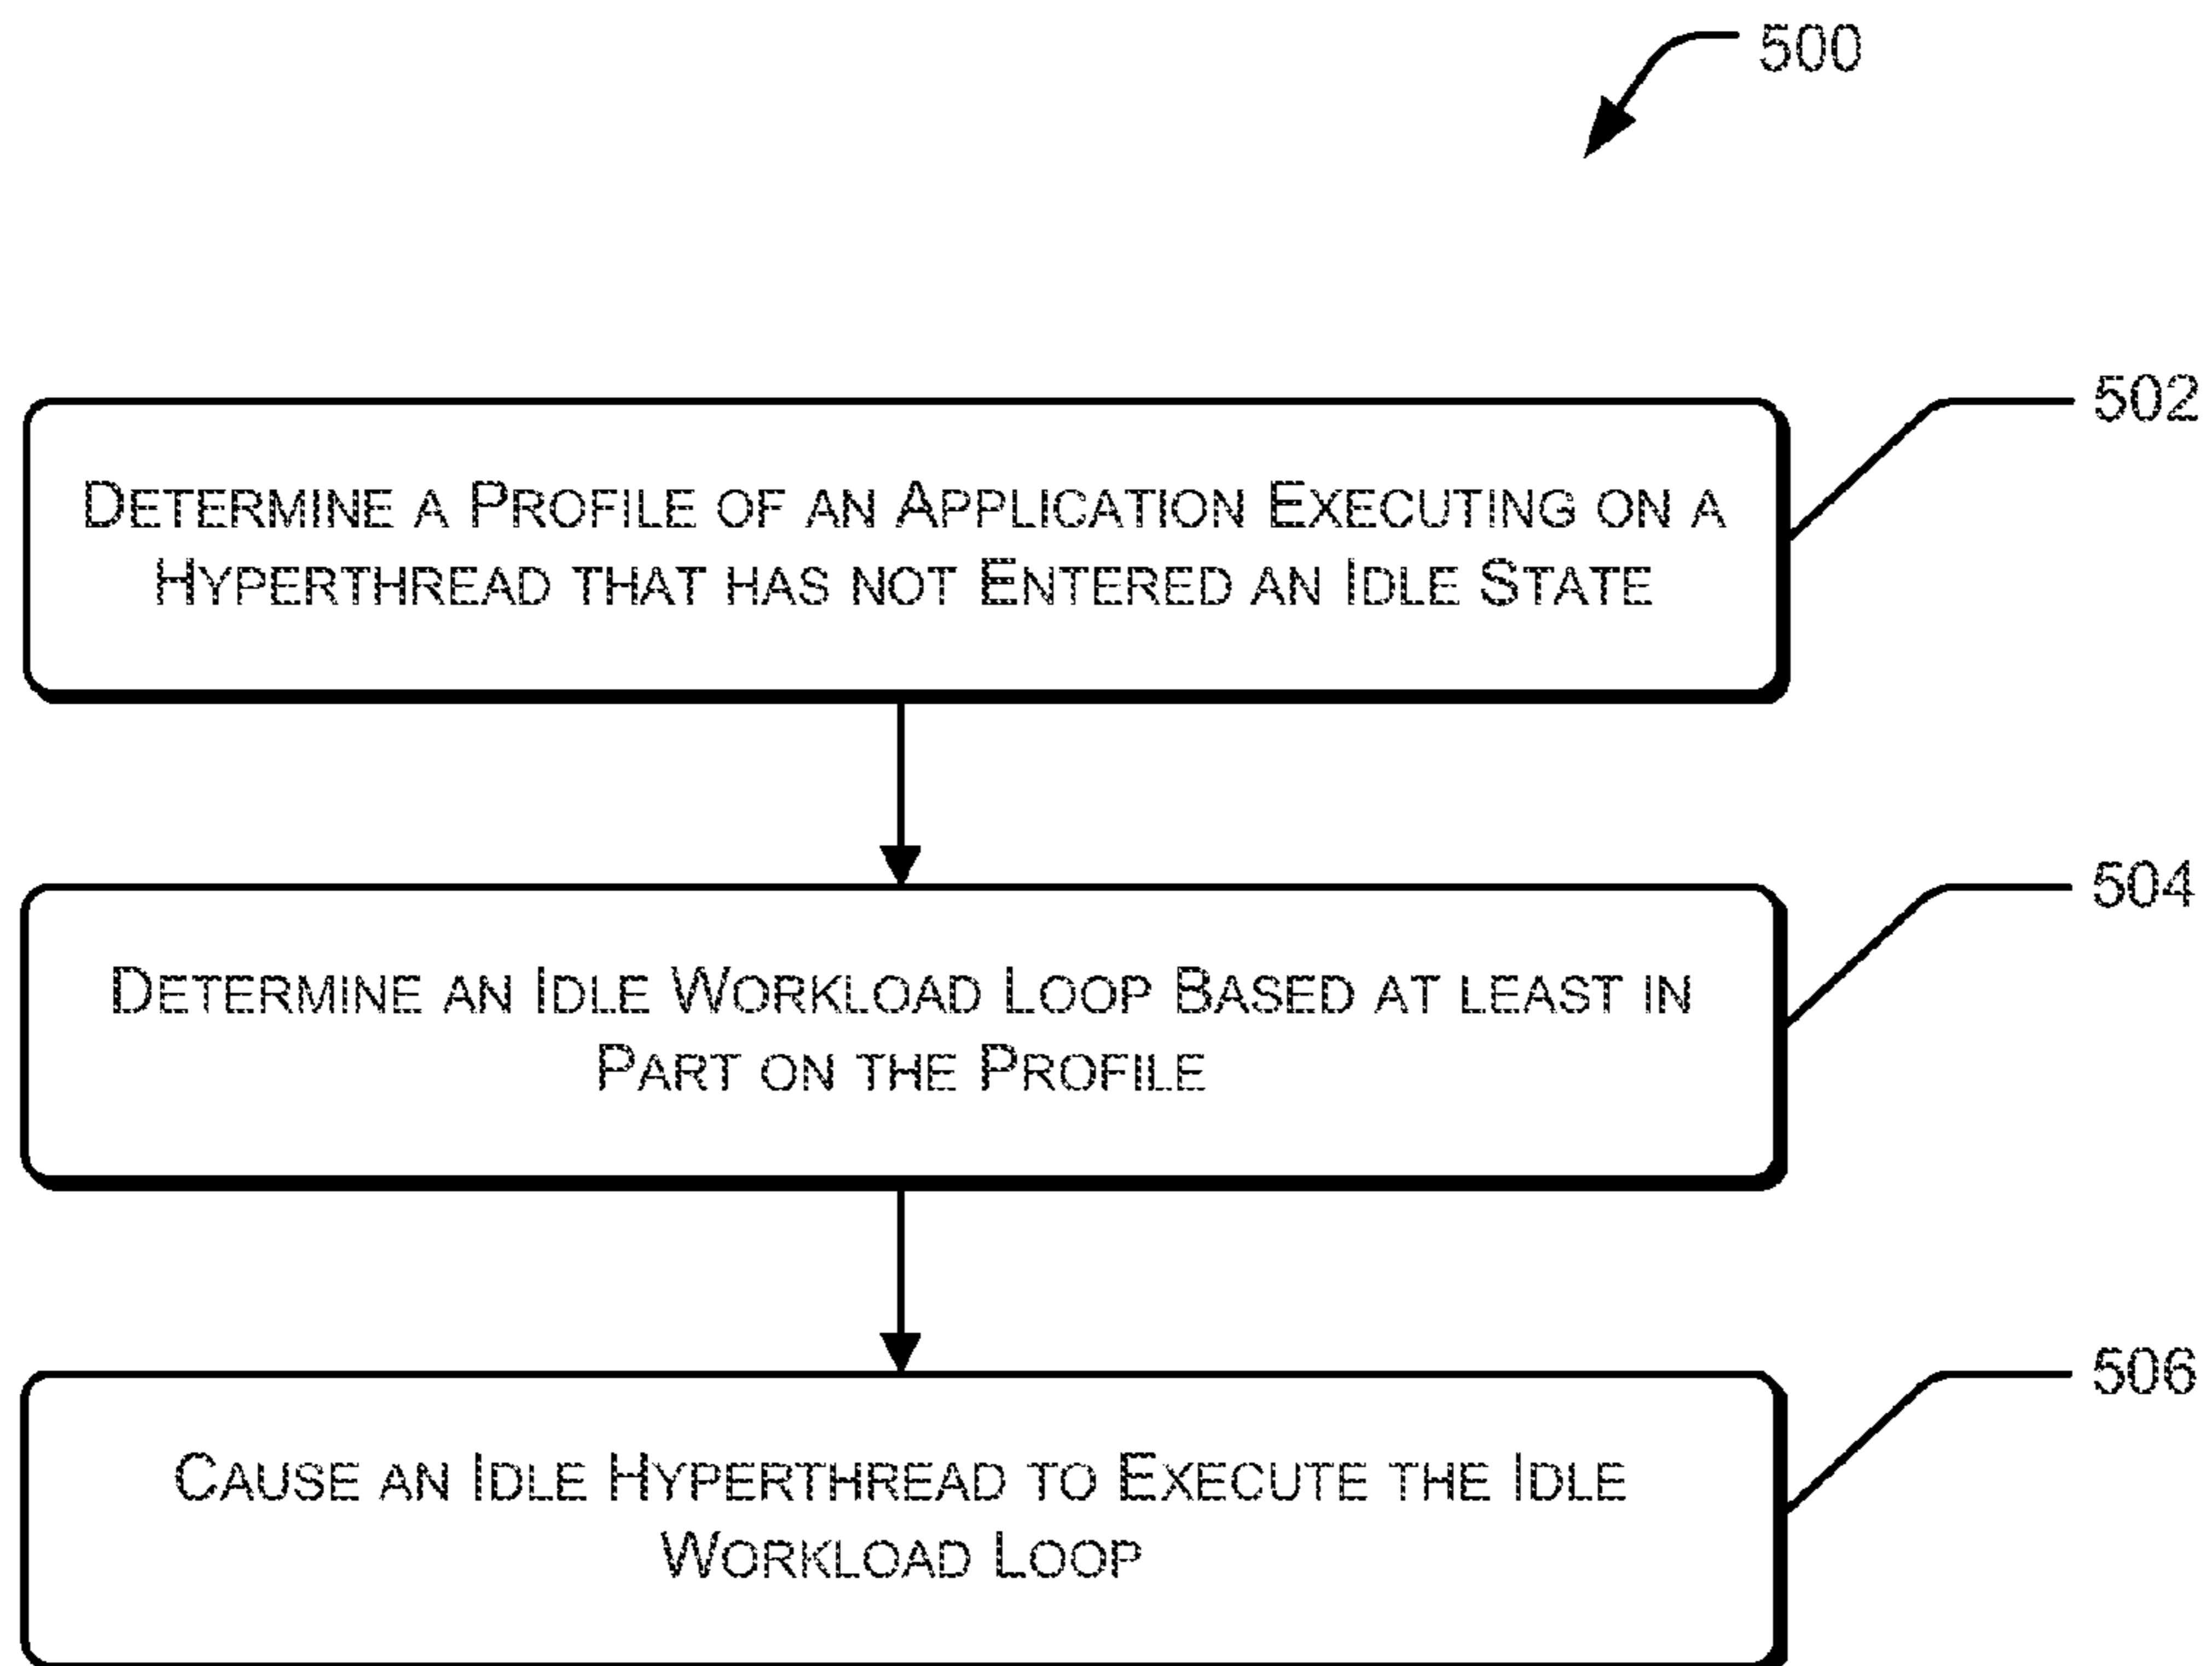 500
502
DETERMINE A PROFILE OF AN APPLICATION EXECUTING ON A
HYPERTHREAD THAT HAS NOT ENTERED AN IDLE STATE
504
DETERMINE AN IDLE WORKLOAD LOOP BASED AT LEAST IN
PART ON THE PROFILE
506
CAUSE AN IDLE HYPERTHREAD TO EXECUTE THE IDLE
WORKLOAD LOOP